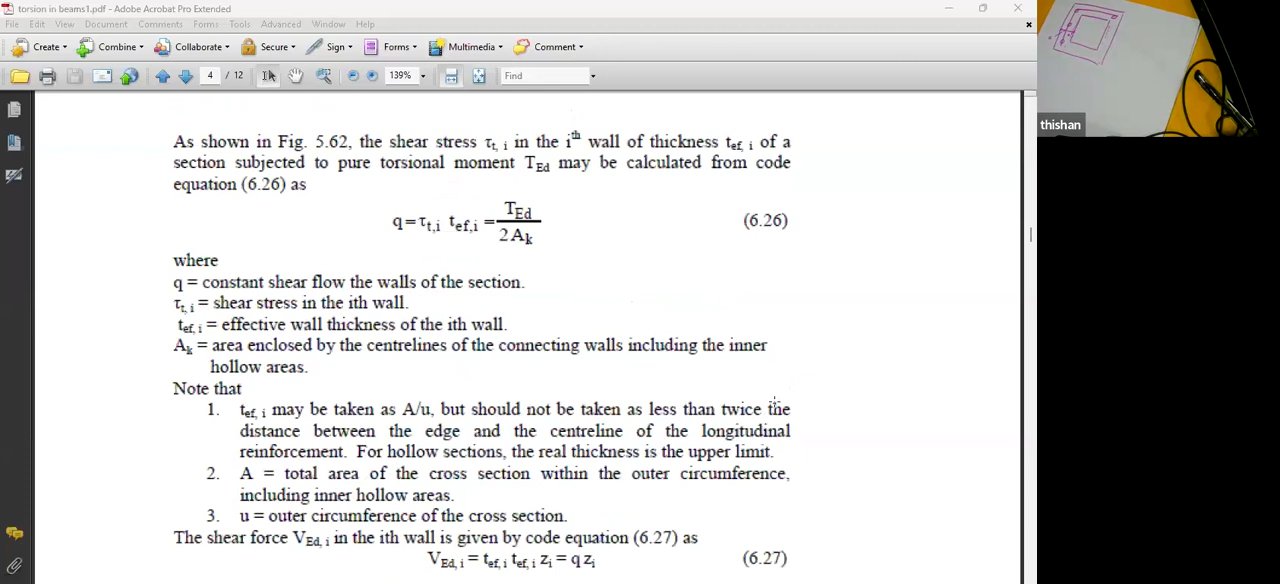 torsion in beams1.pdf - Adobe Acrobat Pro Extended
File Edit View Document Comments Forms Tools Advanced Window Help
Create Combine Collaborate Secure Sign Forms Multimedia Comment
4 / 12 139% Find
thishan
As shown in Fig. 5.62, the shear stress τt, i in the ith wall of thickness tef, i of a
section subjected to pure torsional moment TEd may be calculated from code
equation (6.26) as
q=τt,i tef,i = TEd / 2Ak (6.26)
where
q = constant shear flow the walls of the section.
τt, i = shear stress in the ith wall.
tef, i = effective wall thickness of the ith wall.
Ak = area enclosed by the centrelines of the connecting walls including the inner
hollow areas.
Note that
1. tef, i may be taken as A/u, but should not be taken as less than twice the
distance between the edge and the centreline of the longitudinal
reinforcement. For hollow sections, the real thickness is the upper limit.
2. A = total area of the cross section within the outer circumference,
including inner hollow areas.
3. u = outer circumference of the cross section.
The shear force VEd, i in the ith wall is given by code equation (6.27) as
VEd, i = tef, i tef, i zi = q zi (6.27)